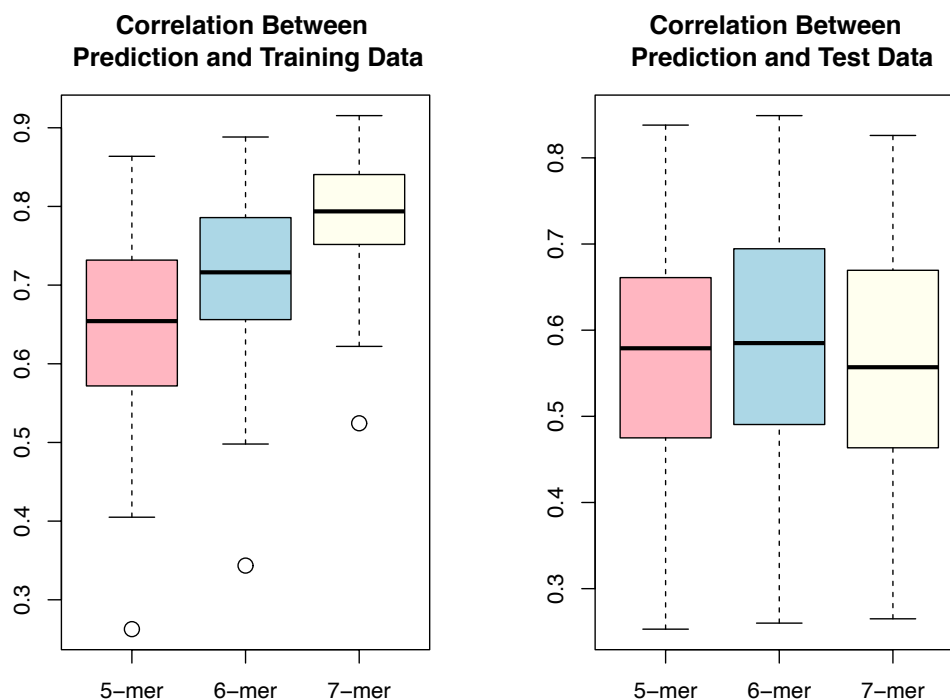 Correlation Between
Prediction and Training Data
0.9
0.8
0.7
0.6
0.5
0.4
0.3
5−mer 6−mer 7−mer
Correlation Between
Prediction and Test Data
0.8
0.7
0.6
0.5
0.4
0.3
5−mer 6−mer 7−mer